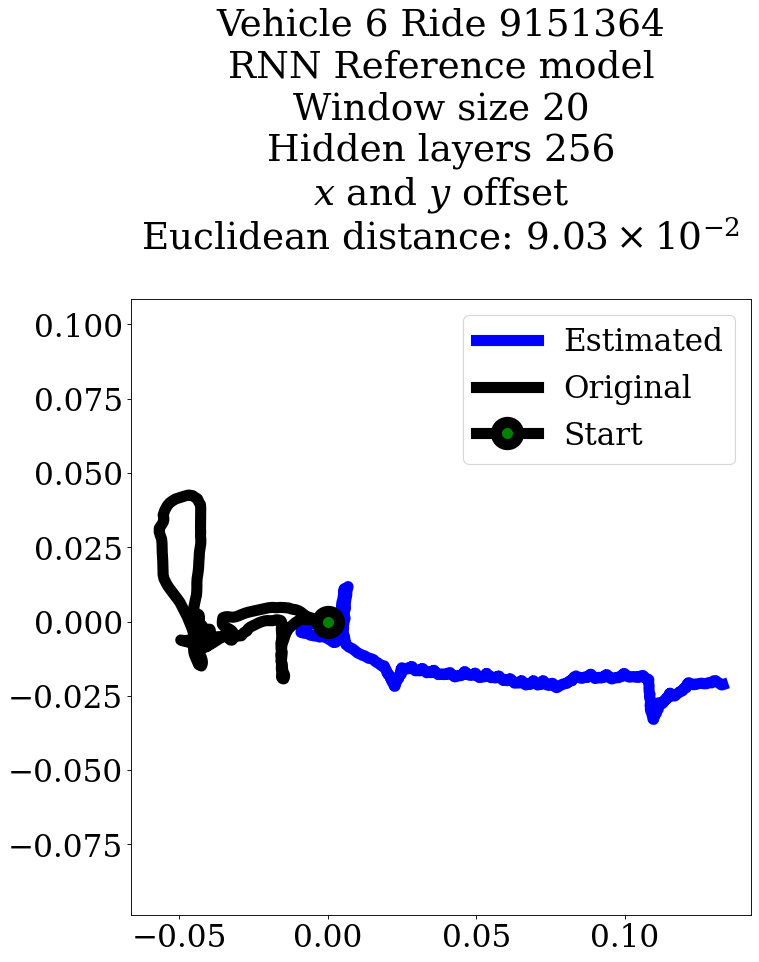 Vehicle 6 Ride 9151364
RNN Reference model
Window size 20
Hidden layers 256
x and y offset
Euclidean distance: 9.03 × 10⁻²
Estimated
Original
Start
0.100
0.075
0.050
0.025
0.000
−0.025
−0.050
−0.075
−0.05 0.00 0.05 0.10